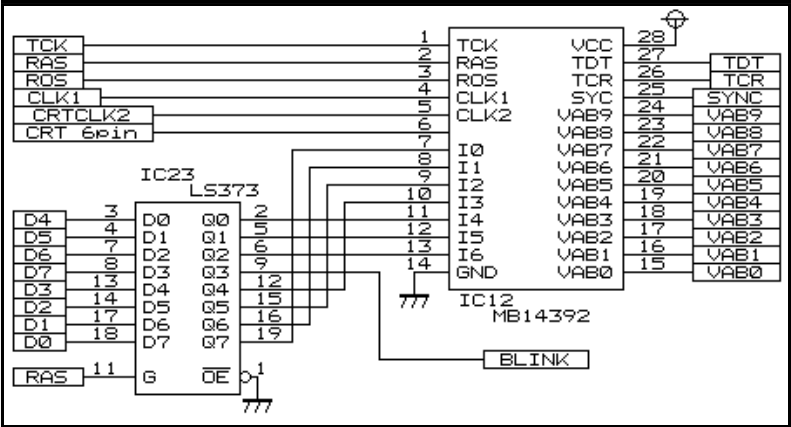 TCK 1 TCK VCC 28
RAS 2 RAS TDT 27 TDT
ROS 3 ROS TCR 26 TCR
CLK1 4 CLK1 SYC 25 SYNC
CRTCLK2 5 CLK2 VAB9 24 VAB9
CRT 6pin 6 VAB8 23 VAB8
7 I0 VAB7 22 VAB7
8 I1 VAB6 21 VAB6
IC23
9 I2 VAB5 20 VAB5
LS373
10 I3 VAB4 19 VAB4
D4 3 D0 Q0 2 11 I4 VAB3 18 VAB3
D5 4 D1 Q1 5 12 I5 VAB2 17 VAB2
D6 7 D2 Q2 6 13 I6 VAB1 16 VAB1
D7 8 D3 Q3 9 14 GND VAB0 15 VAB0
D3 13 D4 Q4 12
D2 14 D5 Q5 15 IC12
D1 17 D6 Q6 16 MB14392
D0 18 D7 Q7 19
BLINK
RAS 11 G OE 1